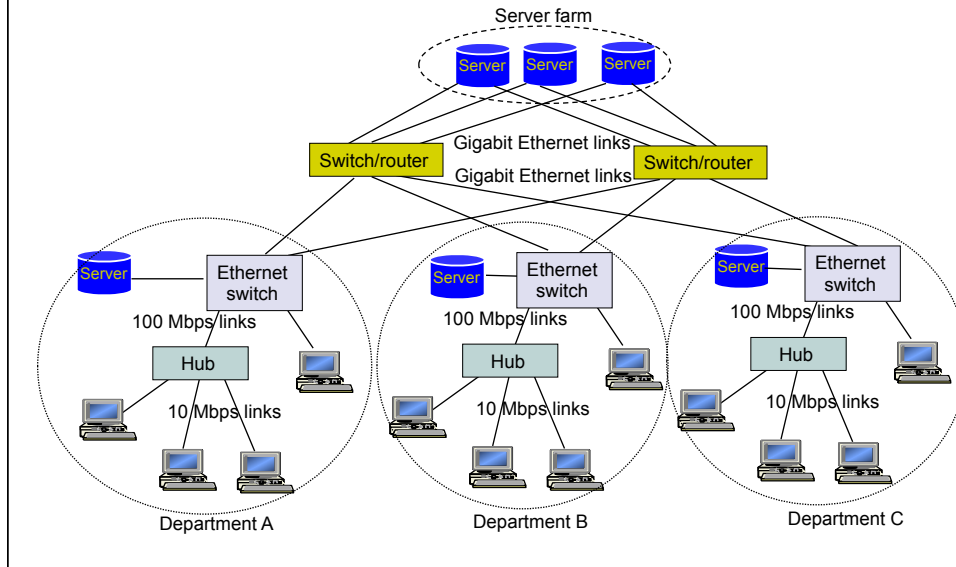 Server farm
Server
Server
Server
Gigabit Ethernet links
Switch/router
Switch/router
Gigabit Ethernet links
Server
Ethernet
switch
Server
Ethernet
switch
Server
Ethernet
switch
100 Mbps links
100 Mbps links
100 Mbps links
Hub
Hub
Hub
10 Mbps links
10 Mbps links
10 Mbps links
Department A
Department B
Department C